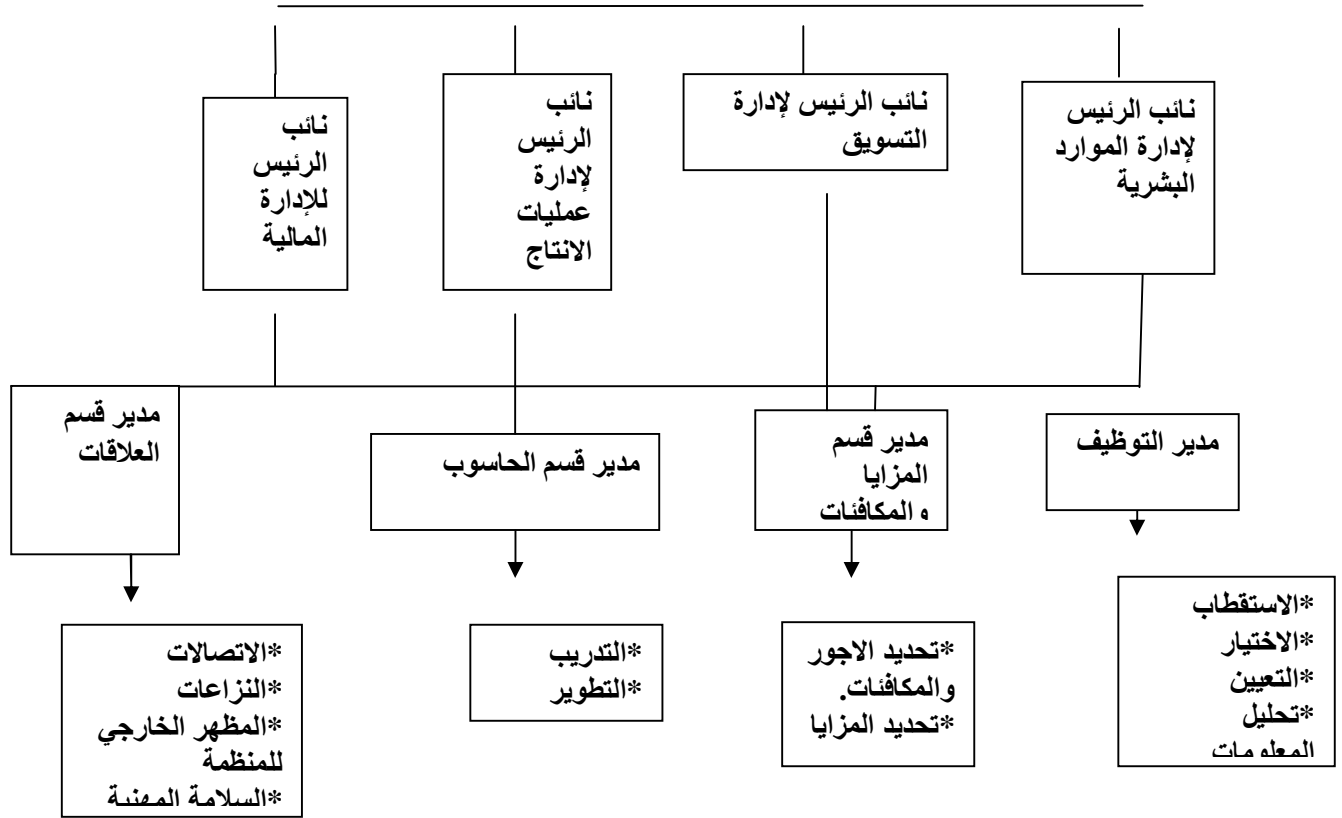 نائب الرئيس
لإدارة الموارد
البشرية
نائب الرئيس لإدارة
التسويق
نائب
الرئيس
لإدارة
عمليات
الانتاج
نائب
الرئيس
للإدارة
المالية
مدير التوظيف
مدير قسم
المزايا
والمكافئات
مدير قسم الحاسوب
مدير قسم
العلاقات
*الاستقطاب
*الاختيار
*التعيين
*تحليل
المعلومات
*تحديد الاجور
والمكافئات.
*تحديد المزايا
*التدريب
*التطوير
*الاتصالات
*النزاعات
*المظهر الخارجي
للمنظمة
*السلامة المهنية